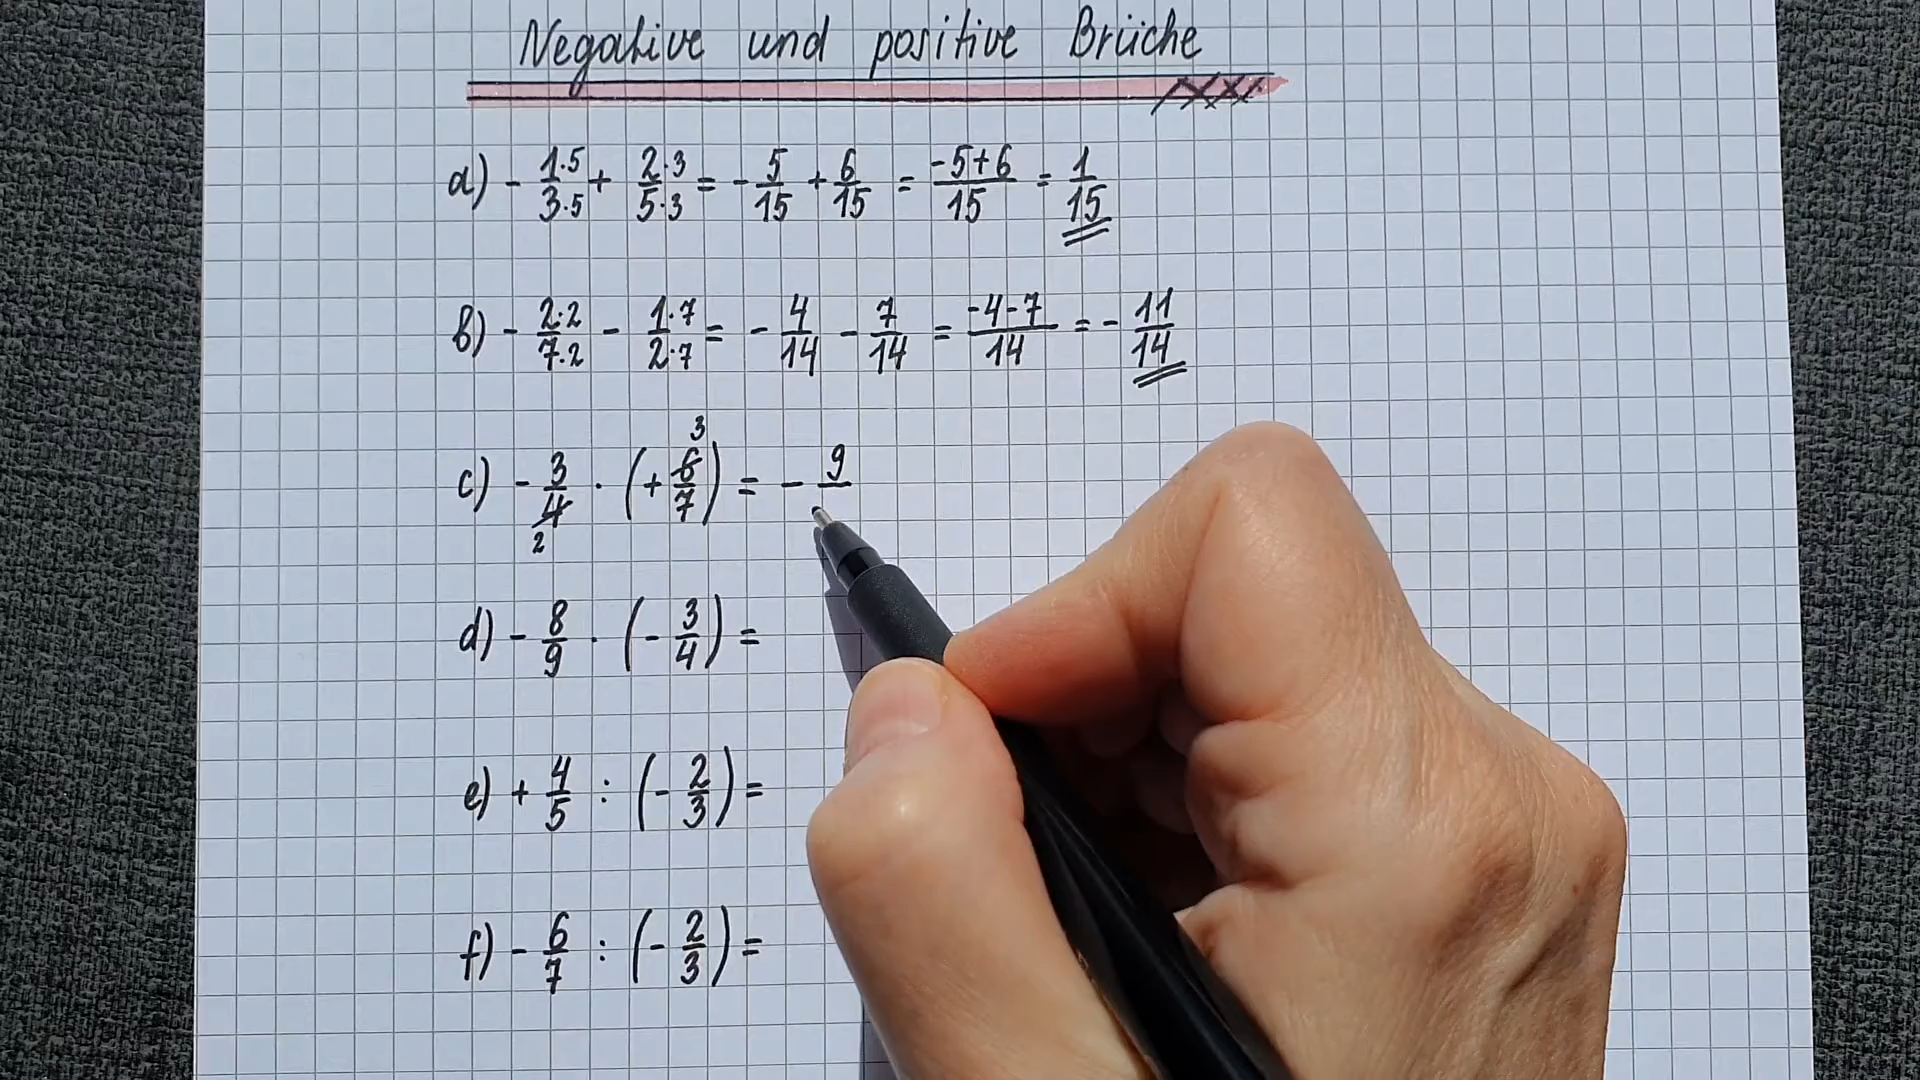 Negative und positive Brüche
a) - 1·5/3·5 + 2·3/5·3 = - 5/15 + 6/15 = -5+6/15 = 1/15
b) - 2·2/7·2 - 1·7/2·7 = - 4/14 - 7/14 = -4-7/14 = - 11/14
3
c) - 3/4 · (+ 6/7) = - 9/
2
d) - 8/9 · (- 3/4) =
e) + 4/5 : (- 2/3) =
f) - 6/7 : (- 2/3) =